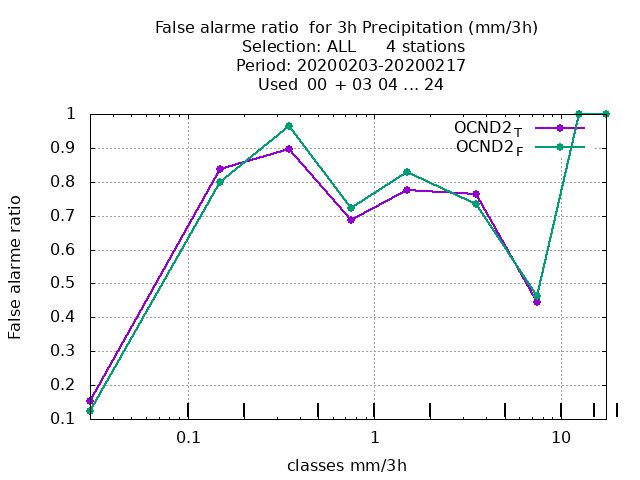 False alarme ratio  for 3h Precipitation (mm/3h)
Selection: ALL      4 stations
Period: 20200203-20200217
Used  00 + 03 04 ... 24
OCND2T
OCND2F
1
0.9
0.8
0.7
0.6
0.5
0.4
0.3
0.2
0.1
False alarme ratio
0.1
1
10
classes mm/3h